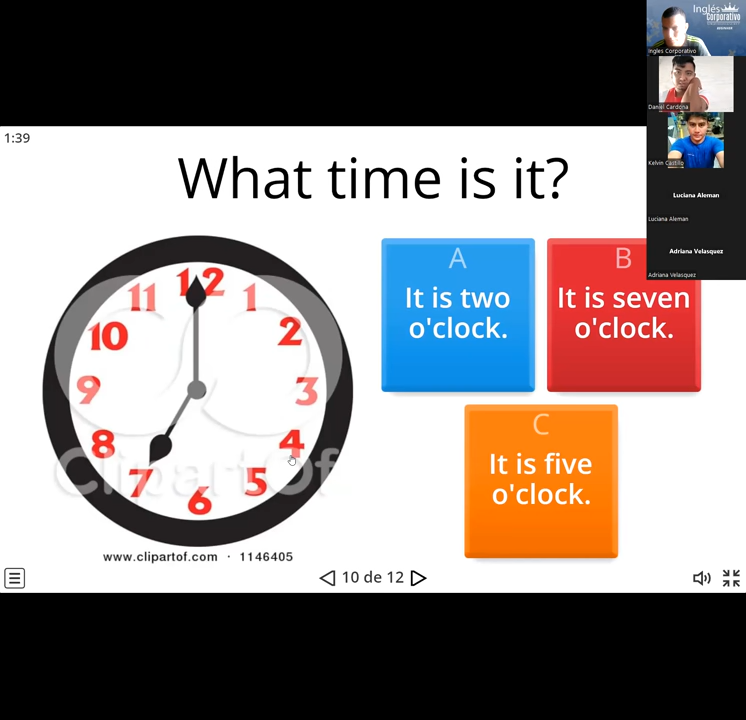 Inglés
Corporativo
Ingles Corporativo
Daniel Cardona
Kelvin Castillo
Luciana Aleman
Luciana Aleman
Adriana Velasquez
Adriana Velasquez
1:39
What time is it?
12
11
1
10
2
9
3
8
4
7
5
6
ClipartOf
www.clipartof.com · 1146405
A
It is two
o'clock.
B
It is seven
o'clock.
C
It is five
o'clock.
10 de 12